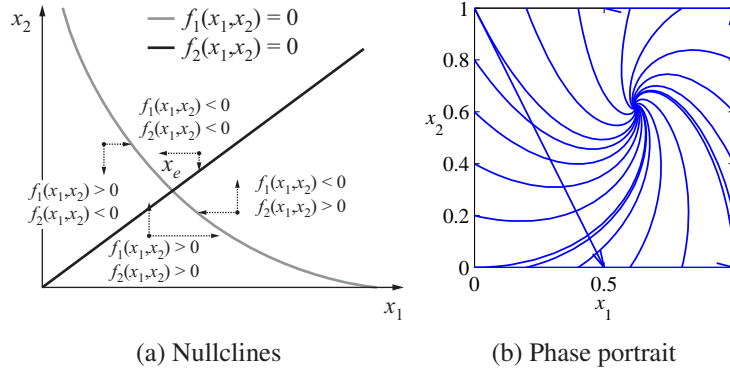 x₂
f₁(x₁,x₂) = 0
f₂(x₁,x₂) = 0
f₁(x₁,x₂) < 0
f₂(x₁,x₂) < 0
xₑ
f₁(x₁,x₂) > 0
f₂(x₁,x₂) < 0
f₁(x₁,x₂) < 0
f₂(x₁,x₂) > 0
f₁(x₁,x₂) > 0
f₂(x₁,x₂) > 0
x₁
(a) Nullclines
1
0.8
0.6
x₂
0.4
0.2
0
0
0.5
x₁
(b) Phase portrait